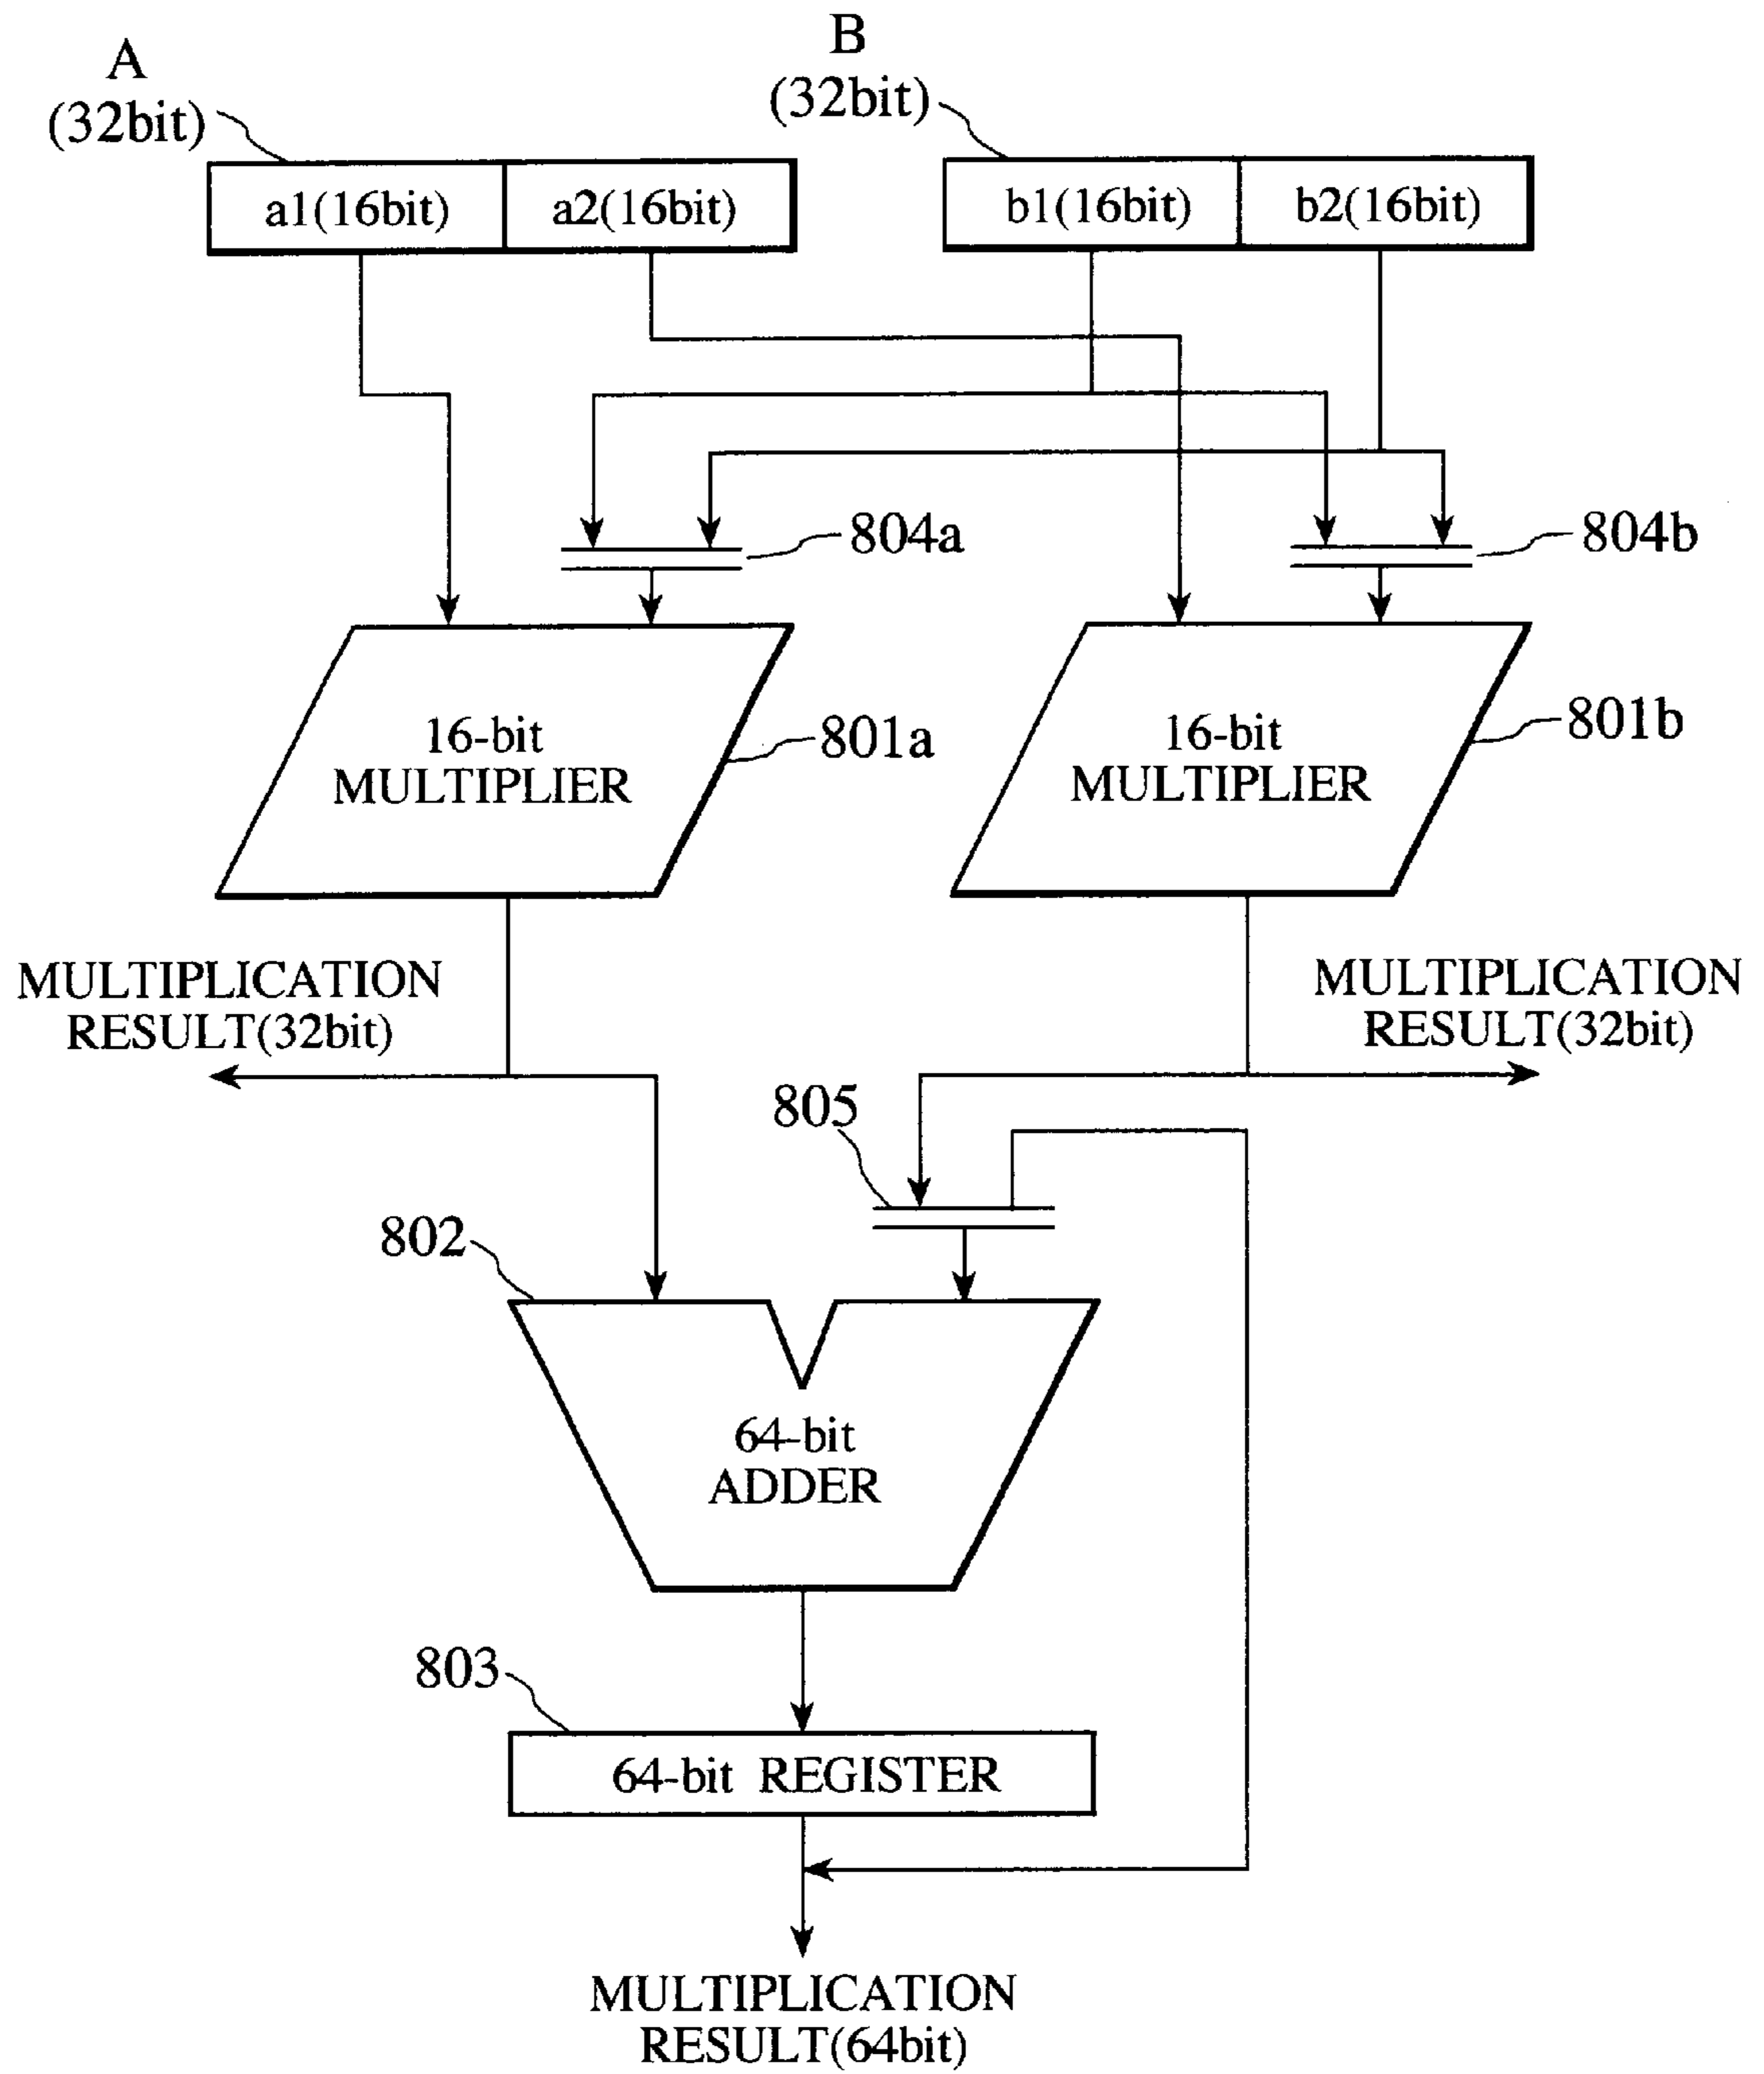 A
(32bit)
B
(32bit)
a1(16bit) a2(16bit)
b1(16bit) b2(16bit)
804a
804b
16-bit
MULTIPLIER
801a
16-bit
MULTIPLIER
801b
MULTIPLICATION
RESULT(32bit)
MULTIPLICATION
RESULT(32bit)
805
802
64-bit
ADDER
803
64-bit REGISTER
MULTIPLICATION
RESULT(64bit)